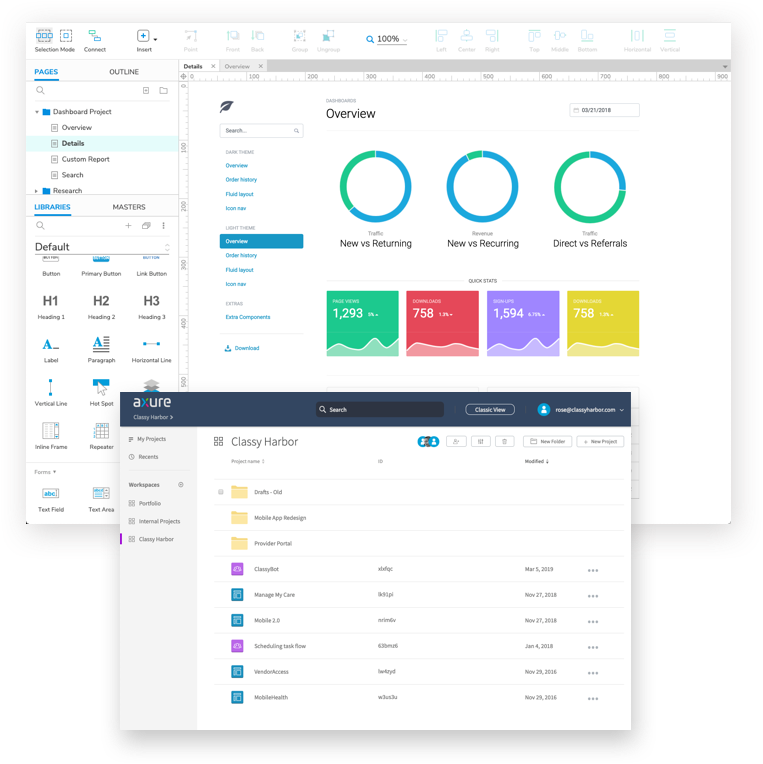 Selection Mode
Connect
Insert
Point
Front
Back
Group
Ungroup
100%
Left
Center
Right
Top
Middle
Bottom
Horizontal
Vertical
PAGES
OUTLINE
Details
Overview
0
100
200
300
400
500
600
700
800
900
0
100
200
300
400
500
Dashboard Project
Overview
Details
Custom Report
Search
Research
LIBRARIES
MASTERS
Default
Button
Primary Button
Link Button
H1
H2
H3
Heading 1
Heading 2
Heading 3
A
A
Label
Paragraph
Horizontal Line
Vertical Line
Hot Spot
Inline Frame
Repeater
Forms
abc
abc
Text Field
Text Area
Search...
DARK THEME
Overview
Order history
Fluid layout
Icon nav
LIGHT THEME
Overview
Order history
Fluid layout
Icon nav
EXTRAS
Extra Components
Download
DASHBOARDS
Overview
03/21/2018
Traffic
New vs Returning
Revenue
New vs Recurring
Traffic
Direct vs Referrals
QUICK STATS
PAGE VIEWS
1,293 5%
DOWNLOADS
758 1.3%
SIGN-UPS
1,594 6.75%
DOWNLOADS
758 1.3%
axure
Classy Harbor
Search
Classic View
rose@classyharbor.com
My Projects
Recents
Workspaces
Portfolio
Internal Projects
Classy Harbor
Classy Harbor
New Folder
New Project
Project name
ID
Modified
Drafts - Old
Mobile App Redesign
Provider Portal
ClassyBot xlxfqc Mar 5, 2019
Manage My Care lk91pi Nov 27, 2018
Mobile 2.0 nrim6v Nov 27, 2018
Scheduling task flow 63bmz6 Jan 4, 2018
VendorAccess lw4zyd Nov 29, 2016
MobileHealth w3us3u Nov 29, 2016